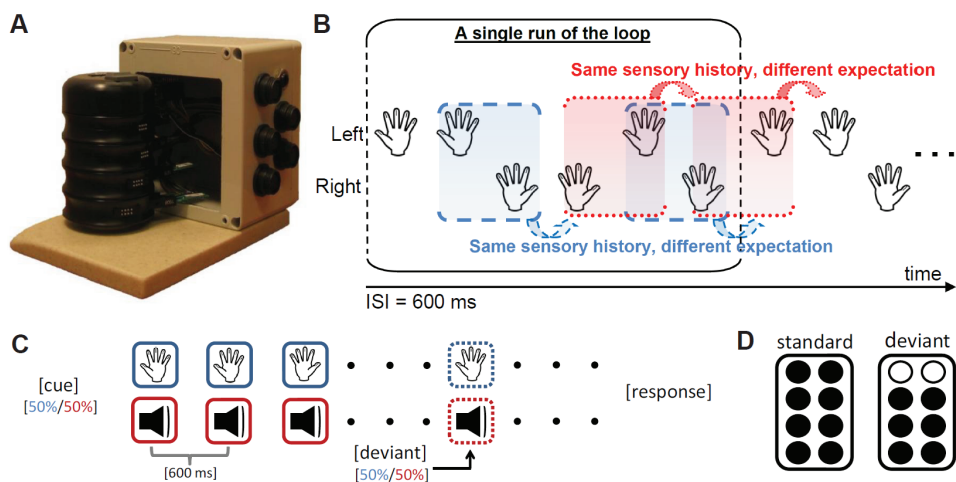 A
B
A single run of the loop
Same sensory history, different expectation
Left
Right
...
Same sensory history, different expectation
time
ISI = 600 ms
C
[cue]
[50%/50%]
[600 ms]
[deviant]
[50%/50%]
[response]
D
standard
deviant